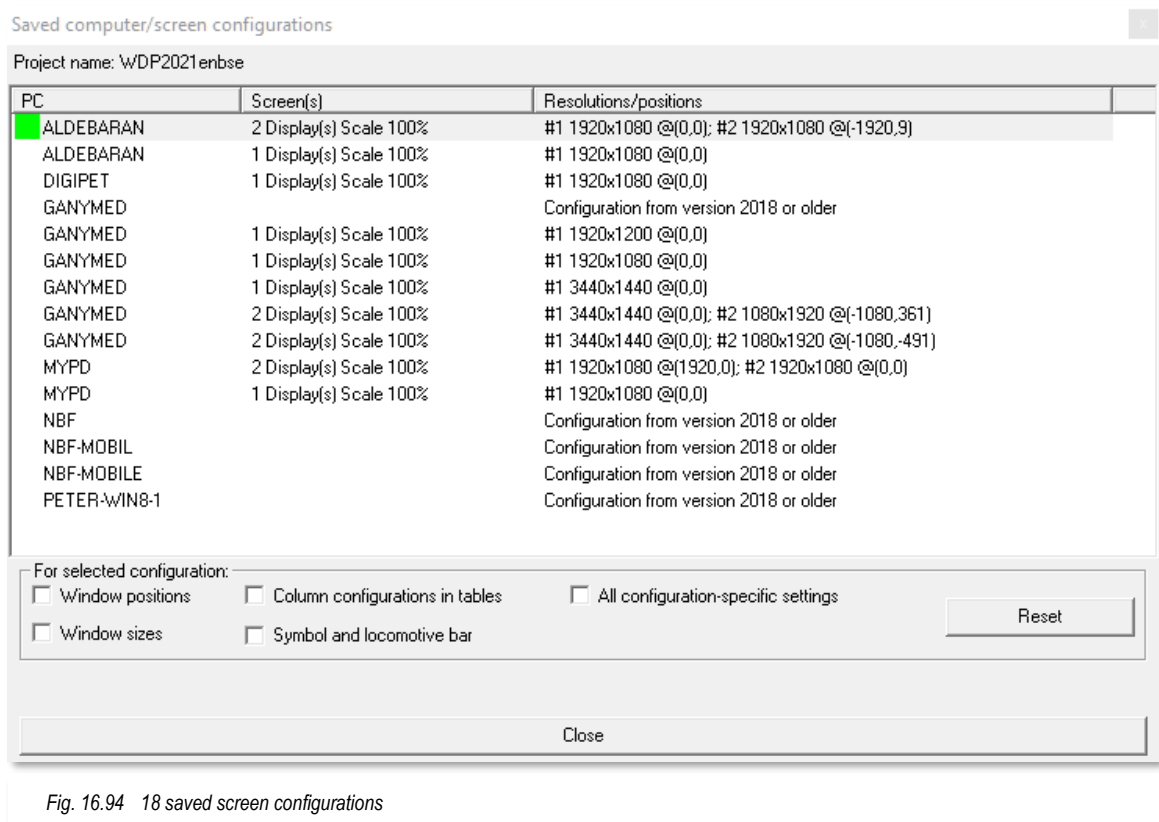 Saved computer/screen configurations
x
Project name: WDP2021enbse
PC Screen(s) Resolutions/positions
ALDEBARAN 2 Display(s) Scale 100% #1 1920x1080 @(0,0); #2 1920x1080 @(-1920,9)
ALDEBARAN 1 Display(s) Scale 100% #1 1920x1080 @(0,0)
DIGIPET 1 Display(s) Scale 100% #1 1920x1080 @(0,0)
GANYMED Configuration from version 2018 or older
GANYMED 1 Display(s) Scale 100% #1 1920x1200 @(0,0)
GANYMED 1 Display(s) Scale 100% #1 1920x1080 @(0,0)
GANYMED 1 Display(s) Scale 100% #1 3440x1440 @(0,0)
GANYMED 2 Display(s) Scale 100% #1 3440x1440 @(0,0); #2 1080x1920 @(-1080,361)
GANYMED 2 Display(s) Scale 100% #1 3440x1440 @(0,0); #2 1080x1920 @(-1080,-491)
MYPD 2 Display(s) Scale 100% #1 1920x1080 @(1920,0); #2 1920x1080 @(0,0)
MYPD 1 Display(s) Scale 100% #1 1920x1080 @(0,0)
NBF Configuration from version 2018 or older
NBF-MOBIL Configuration from version 2018 or older
NBF-MOBILE Configuration from version 2018 or older
PETER-WIN8-1 Configuration from version 2018 or older
For selected configuration:
Window positions Column configurations in tables All configuration-specific settings
Reset
Window sizes Symbol and locomotive bar
Close
Fig. 16.94 18 saved screen configurations